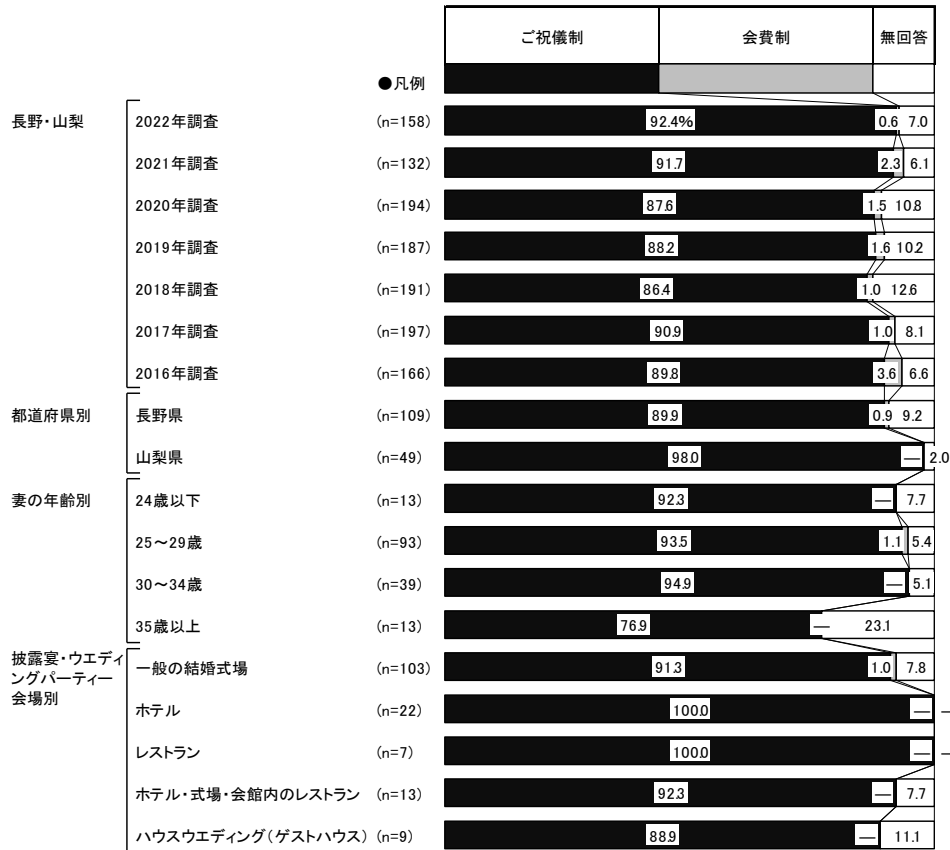 ご祝儀制 会費制 無回答
●凡例
長野・山梨 2022年調査 (n=158) 92.4% 0.6 7.0
2021年調査 (n=132) 91.7 2.3 6.1
2020年調査 (n=194) 87.6 1.5 10.8
2019年調査 (n=187) 88.2 1.6 10.2
2018年調査 (n=191) 86.4 1.0 12.6
2017年調査 (n=197) 90.9 1.0 8.1
2016年調査 (n=166) 89.8 3.6 6.6
都道府県別 長野県 (n=109) 89.9 0.9 9.2
山梨県 (n=49) 98.0 ― 2.0
妻の年齢別 24歳以下 (n=13) 92.3 ― 7.7
25～29歳 (n=93) 93.5 1.1 5.4
30～34歳 (n=39) 94.9 ― 5.1
35歳以上 (n=13) 76.9 ― 23.1
披露宴・ウエディ
ングパーティー
会場別
一般の結婚式場 (n=103) 91.3 1.0 7.8
ホテル (n=22) 100.0 ― ―
レストラン (n=7) 100.0 ― ―
ホテル・式場・会館内のレストラン (n=13) 92.3 ― 7.7
ハウスウエディング(ゲストハウス) (n=9) 88.9 ― 11.1